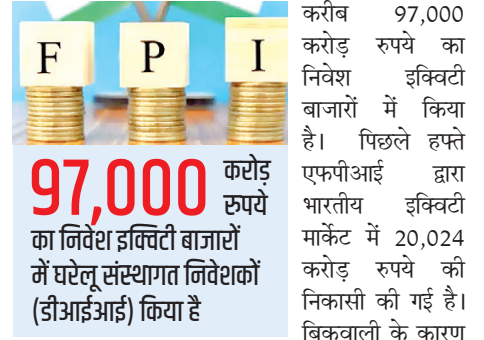 F P I
97,000 करोड़
रुपये
का निवेश इक्विटी बाजारों
में घरेलू संस्थागत निवेशकों
(डीआईआई) किया है
करीब 97,000
करोड़ रुपये का
निवेश इक्विटी
बाजारों में किया
है। पिछले हफ्ते
एफपीआई द्वारा
भारतीय इक्विटी
मार्केट में 20,024
करोड़ रुपये की
निकासी की गई है।
बिकवाली के कारण